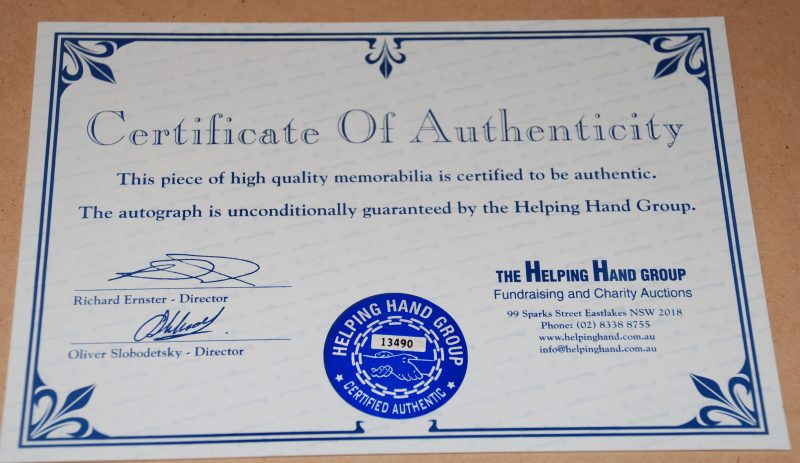 Certificate Of Authenticity
This piece of high quality memorabilia is certified to be authentic.
The autograph is unconditionally guaranteed by the Helping Hand Group.
Richard Ernster - Director
Oliver Slobodetsky - Director
HELPING HAND GROUP
13490
★ CERTIFIED AUTHENTIC ★
THE HELPING HAND GROUP
Fundraising and Charity Auctions
99 Sparks Street Eastlakes NSW 2018
Phone: (02) 8338 8755
www.helpinghand.com.au
info@helpinghand.com.au